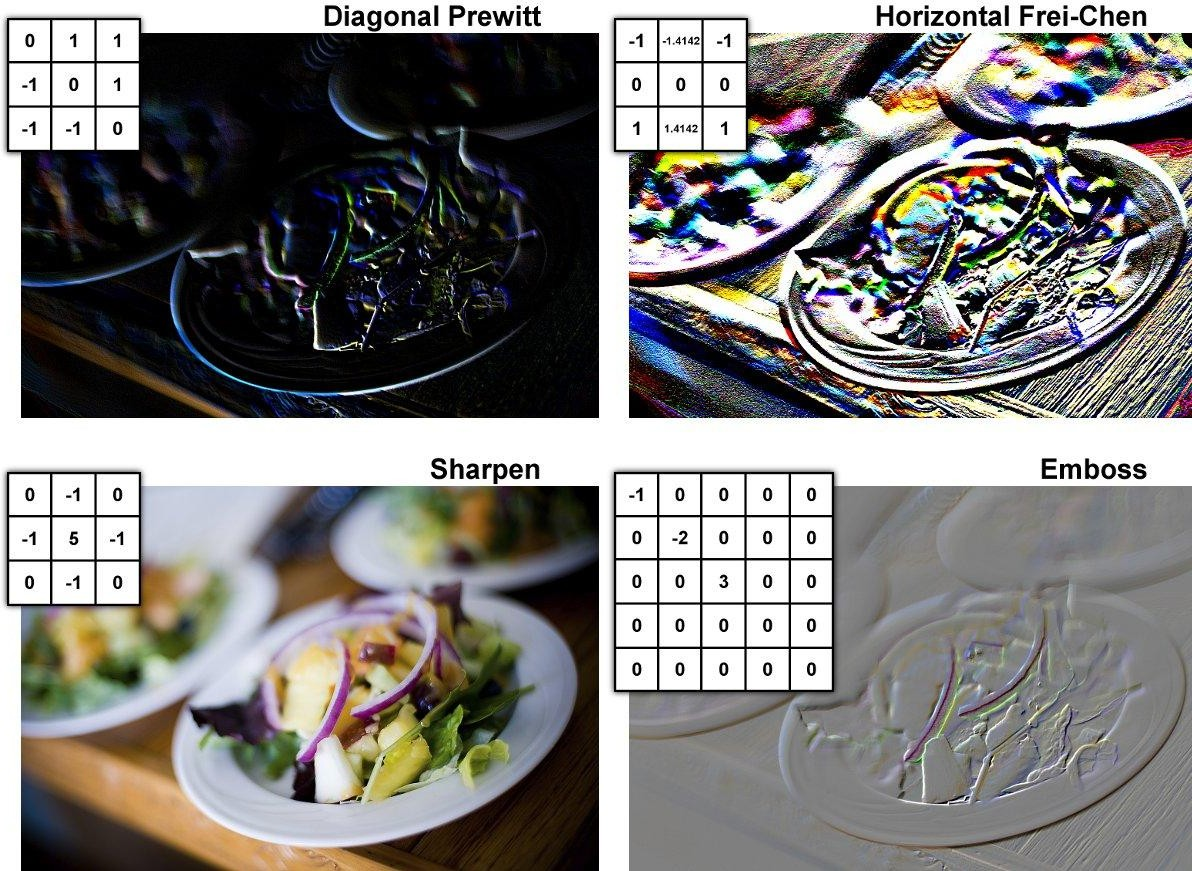 Diagonal Prewitt
0 1 1
-1 0 1
-1 -1 0
Horizontal Frei-Chen
-1 -1.4142 -1
0 0 0
1 1.4142 1
Sharpen
0 -1 0
-1 5 -1
0 -1 0
Emboss
-1 0 0 0 0
0 -2 0 0 0
0 0 3 0 0
0 0 0 0 0
0 0 0 0 0